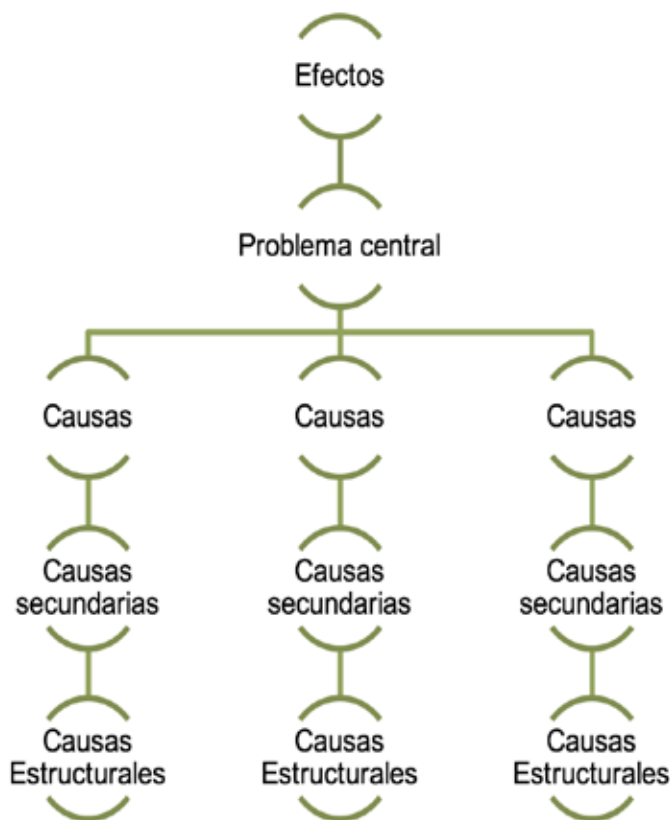 Efectos
Problema central
Causas
Causas
Causas
Causas
secundarias
Causas
secundarias
Causas
secundarias
Causas
Estructurales
Causas
Estructurales
Causas
Estructurales